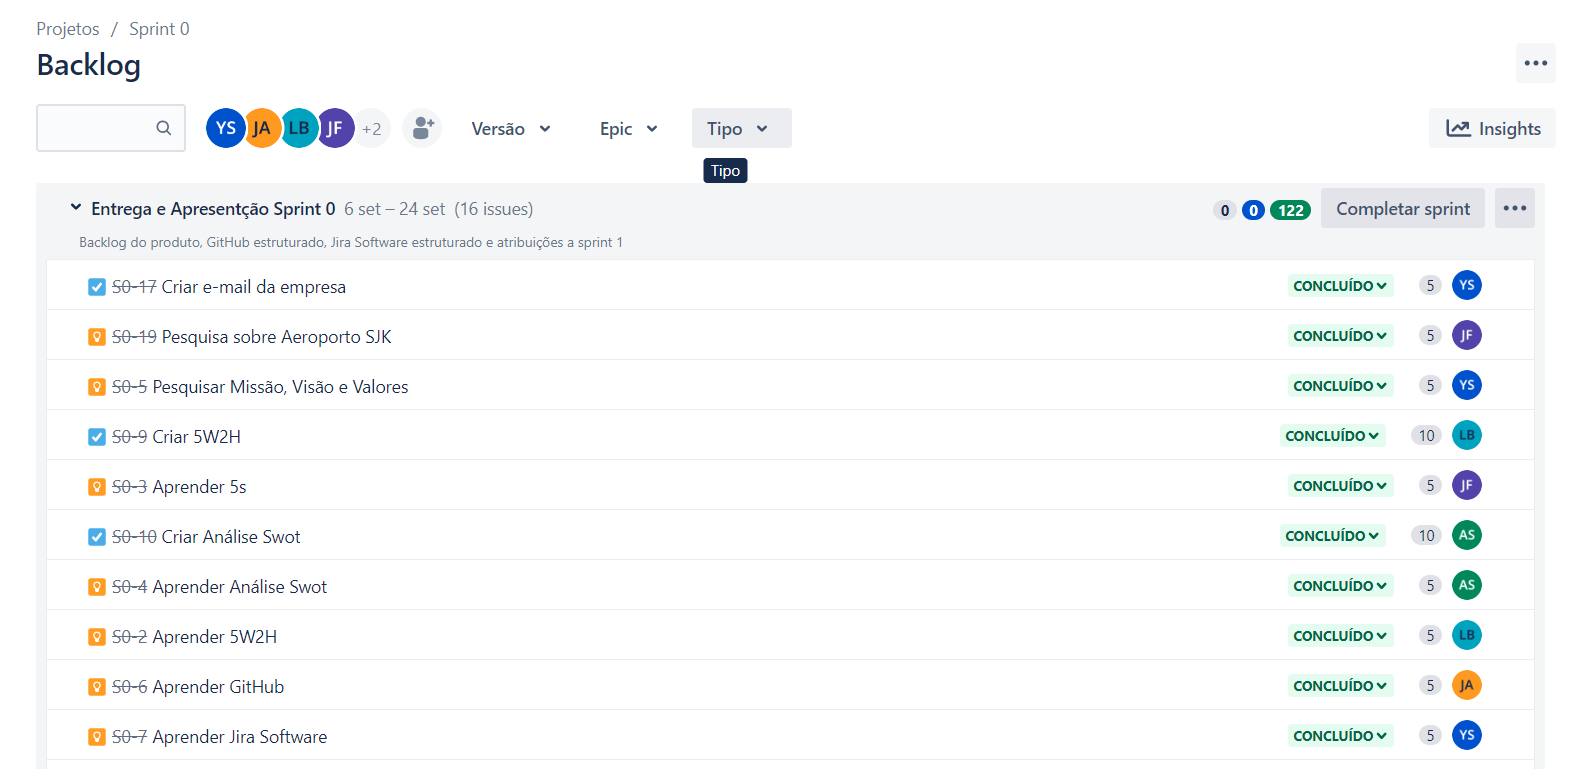 Projetos / Sprint 0
Backlog
YS JA LB JF +2 Versão Epic Tipo Insights
Tipo
Entrega e Apresentção Sprint 0 6 set – 24 set (16 issues) 0 0 122 Completar sprint
Backlog do produto, GitHub estruturado, Jira Software estruturado e atribuições a sprint 1
S0-17 Criar e-mail da empresa CONCLUÍDO 5 YS
S0-19 Pesquisa sobre Aeroporto SJK CONCLUÍDO 5 JF
S0-5 Pesquisar Missão, Visão e Valores CONCLUÍDO 5 YS
S0-9 Criar 5W2H CONCLUÍDO 10 LB
S0-3 Aprender 5s CONCLUÍDO 5 JF
S0-10 Criar Análise Swot CONCLUÍDO 10 AS
S0-4 Aprender Análise Swot CONCLUÍDO 5 AS
S0-2 Aprender 5W2H CONCLUÍDO 5 LB
S0-6 Aprender GitHub CONCLUÍDO 5 JA
S0-7 Aprender Jira Software CONCLUÍDO 5 YS